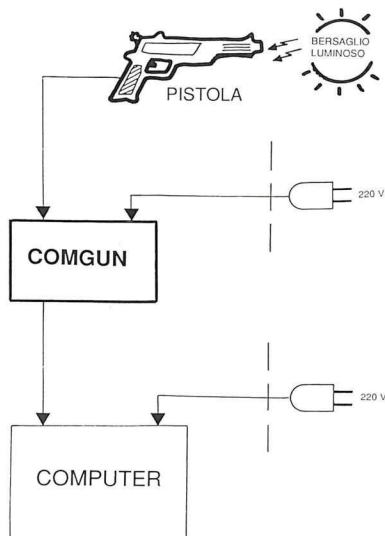 BERSAGLIO
LUMINOSO
PISTOLA
220 V
COMGUN
220 V
COMPUTER